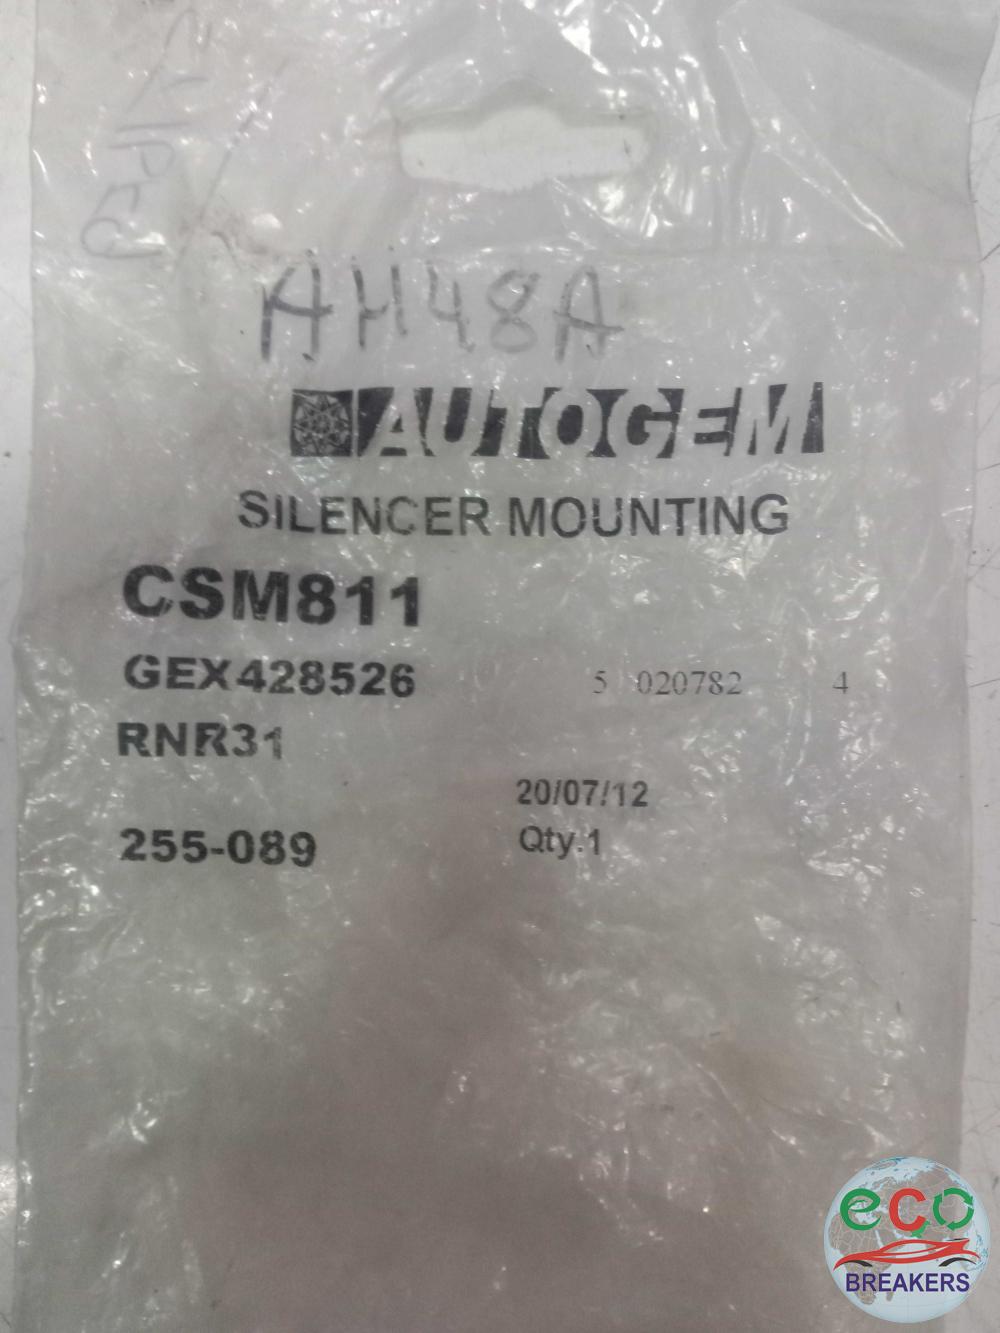 AH48A
AUTOGEM
SILENCER MOUNTING
CSM811
GEX428526
5 020782 4
RNR31
20/07/12
255-089
Qty.1
eco
BREAKERS